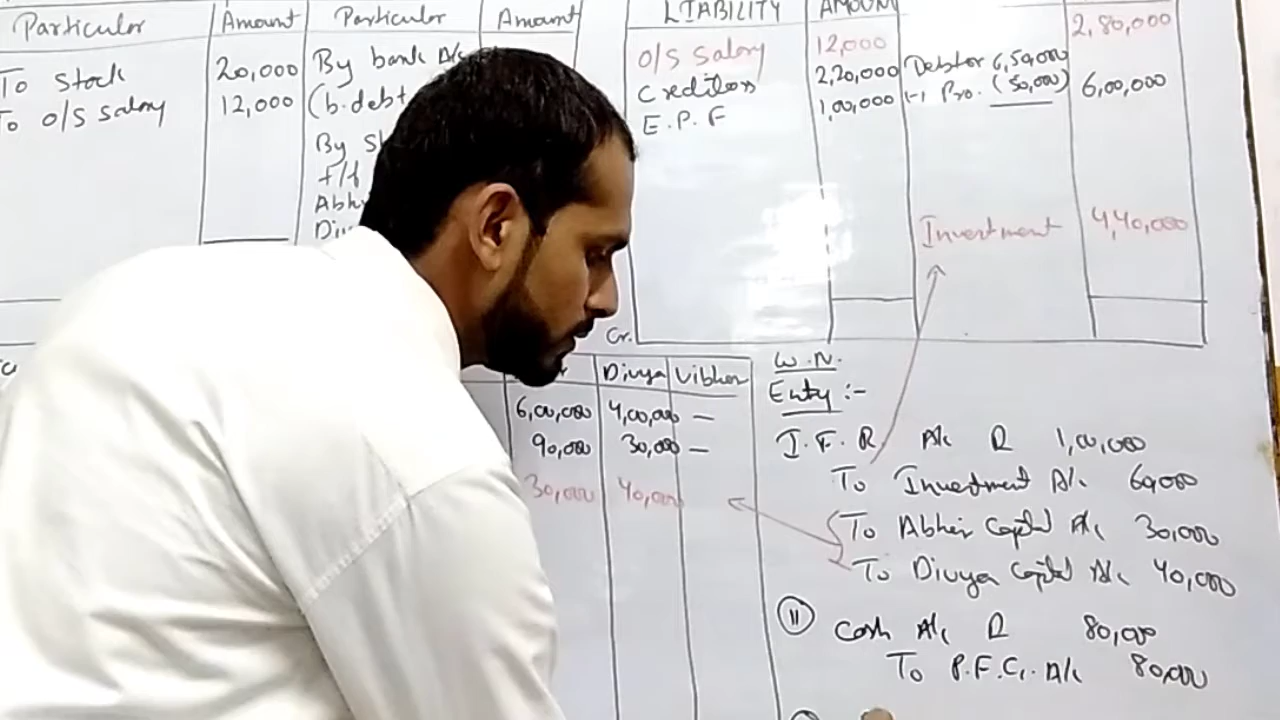 Particular Amount Particular Amount
To Stock 20,000 By bank A/c
To O/S Salary 12,000 (b.debt
By S
f/f
Abh
Div
LIABILITY AMOUNT
2,80,000
O/S Salary 12,000
Creditors 2,20,000 Debtor 6,50,000
E.P.F 1,00,000 (-) Pro. (50,000) 6,00,000
Investment 4,40,000
Cr.
Divya Vibhor
6,00,000 4,00,000 —
90,000 30,000 —
30,000 40,000
W.N.
Entry :-
I.F.R A/c R 1,00,000
To Investment A/c 60,000
To Abhir Capital A/c 30,000
To Divya Capital A/c 40,000
II Cash A/c R 80,000
To P.F.G. A/c 80,000